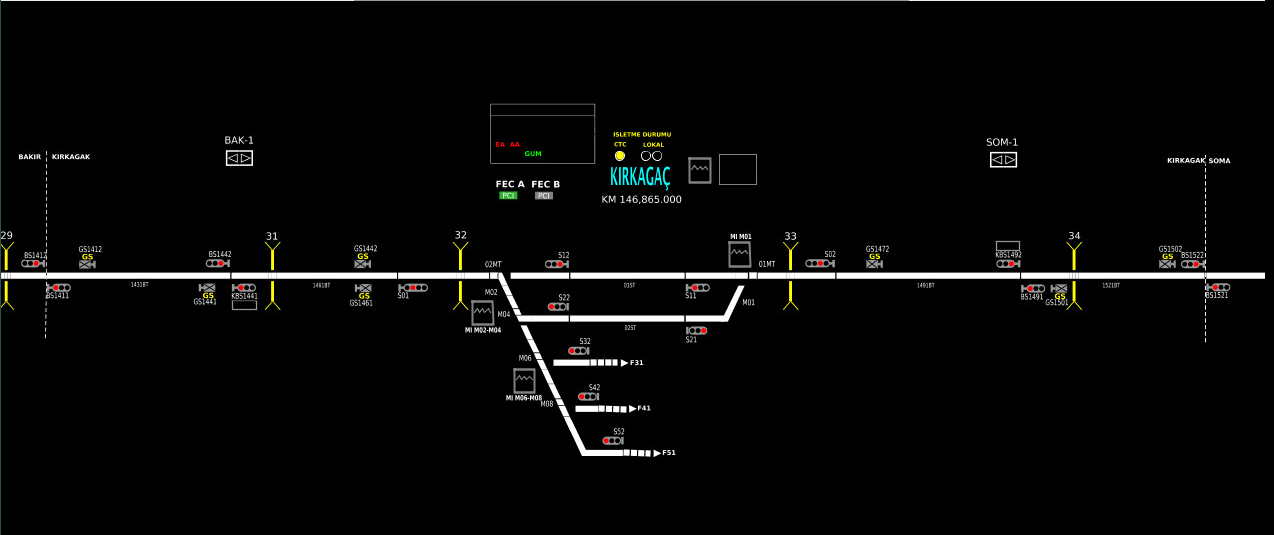 BAK-1
SOM-1
ISLETME DURUMU
CTC LOKAL
EA AA
GUM
BAKIR KIRKAGAK
KIRKAGAK SOMA
KIRKAGAÇ
FEC A FEC B
PCI PCI
KM 146,865.000
29 31 32 MI M01 33 34
BS1412 GS1412 BS1442 GS1442 S12 S02 GS1472 KBS1492 GS1502 BS1522
GS GS GS GS
02MT 01MT
1431BT 1461BT 01ST 1491BT 1521BT
BS1411 GS1441 KBS1441 GS1461 S01 M02 S22 S11 M01 BS1491 GS1501 BS1521
GS GS GS
M04
MI M02-M04 02ST S21
S32
M06 F31
S42
MI M06-M08 M08 F41
S52
F51